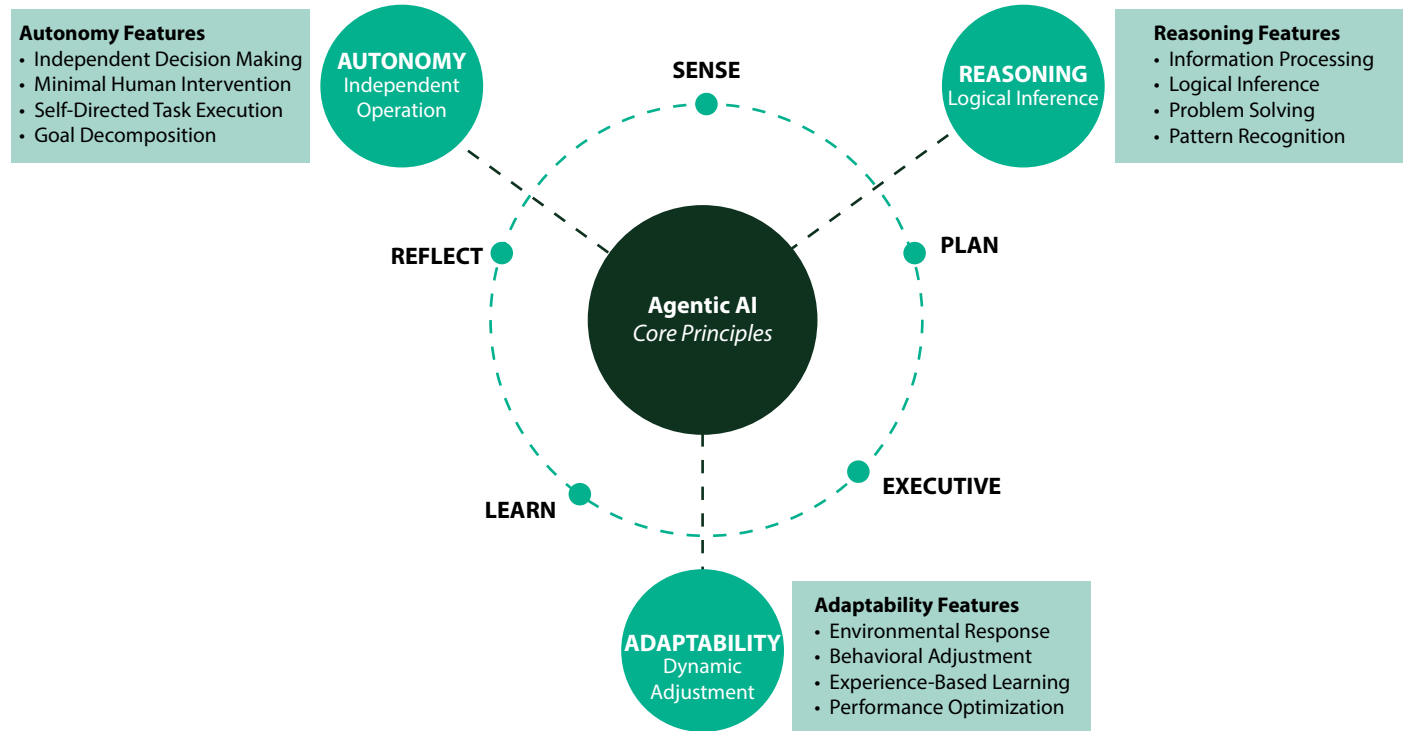 Autonomy Features
• Independent Decision Making
• Minimal Human Intervention
• Self-Directed Task Execution
• Goal Decomposition
AUTONOMY
Independent
Operation
SENSE
REASONING
Logical Inference
Reasoning Features
• Information Processing
• Logical Inference
• Problem Solving
• Pattern Recognition
REFLECT
PLAN
Agentic AI
Core Principles
LEARN
EXECUTIVE
ADAPTABILITY
Dynamic
Adjustment
Adaptability Features
• Environmental Response
• Behavioral Adjustment
• Experience-Based Learning
• Performance Optimization